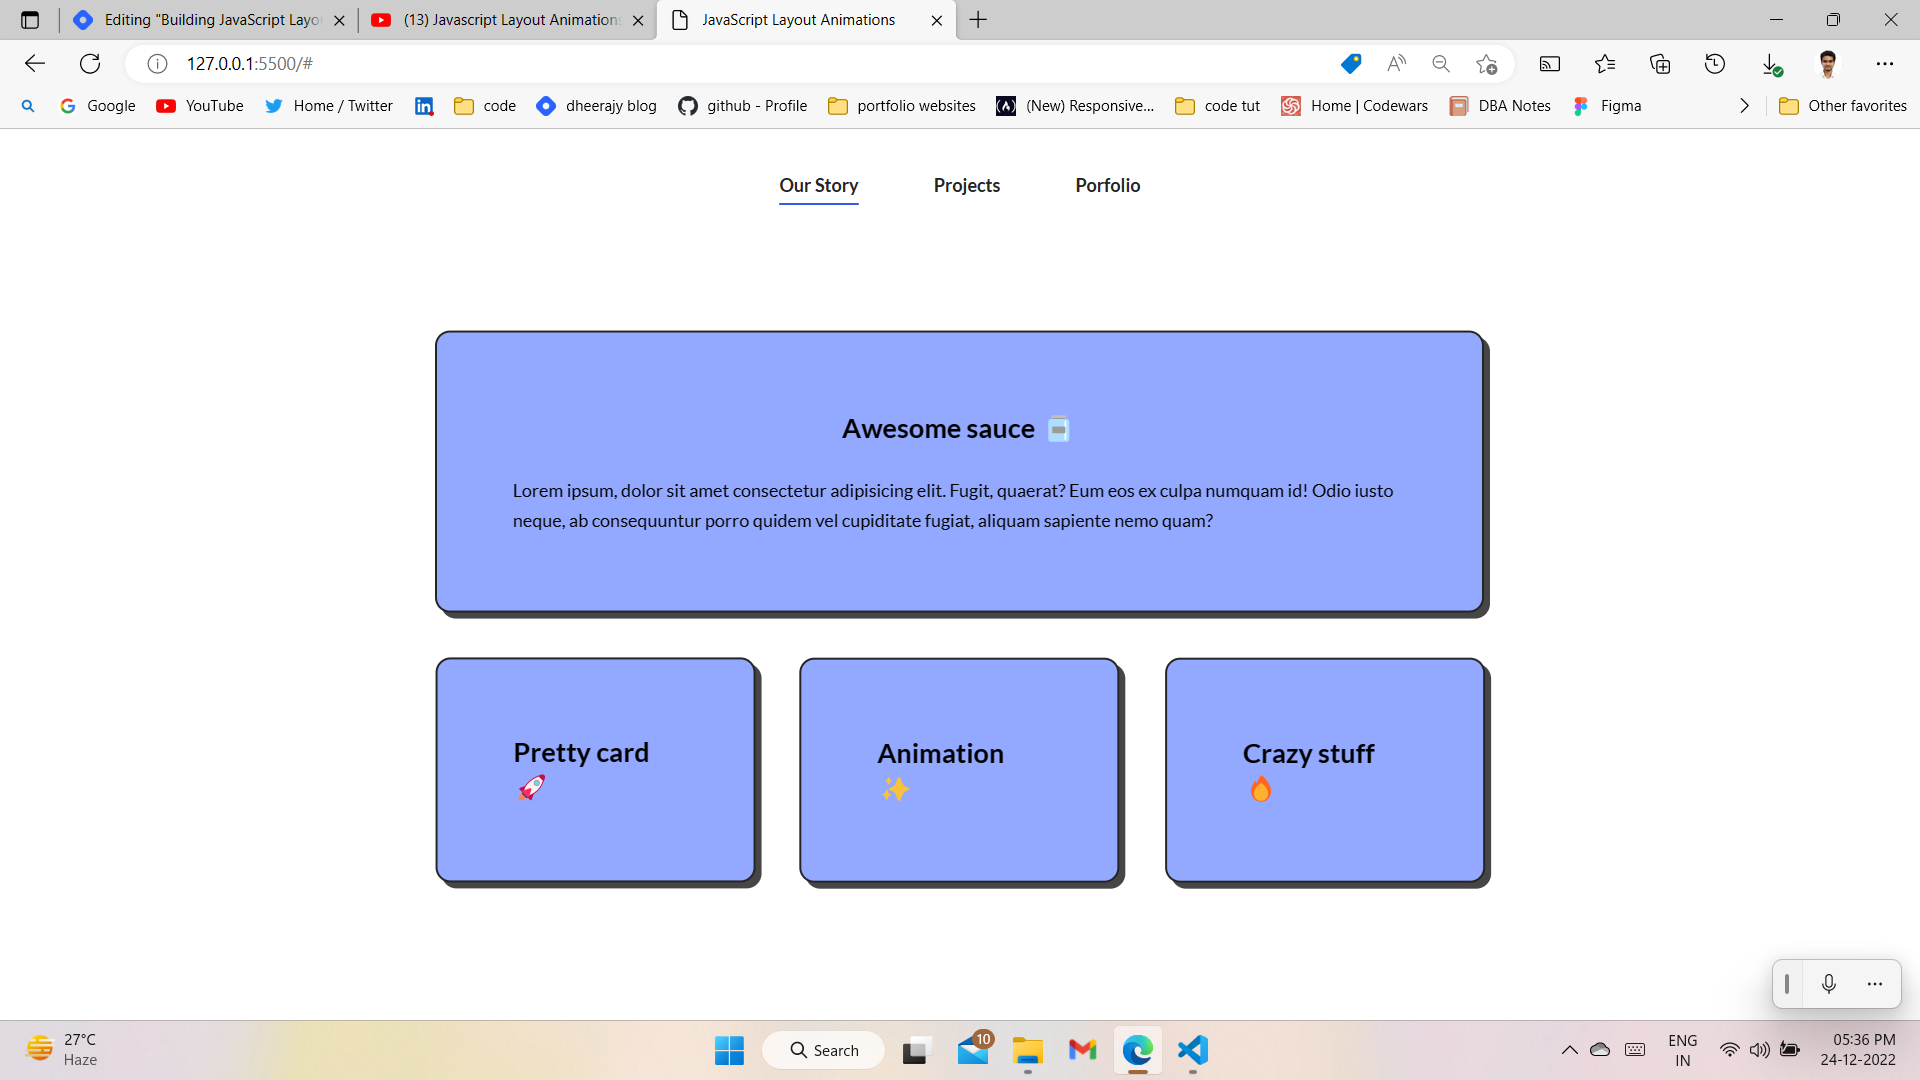 Editing "Building JavaScript Layo
(13) Javascript Layout Animations
JavaScript Layout Animations
127.0.0.1:5500/#
Google
YouTube
Home / Twitter
code
dheerajy blog
github - Profile
portfolio websites
(New) Responsive...
code tut
Home | Codewars
DBA Notes
Figma
Other favorites
Our Story
Projects
Porfolio
Awesome sauce
Lorem ipsum, dolor sit amet consectetur adipisicing elit. Fugit, quaerat? Eum eos ex culpa numquam id! Odio iusto
neque, ab consequuntur porro quidem vel cupiditate fugiat, aliquam sapiente nemo quam?
Pretty card
Animation
Crazy stuff
27°C
Haze
Search
10
ENG
IN
05:36 PM
24-12-2022